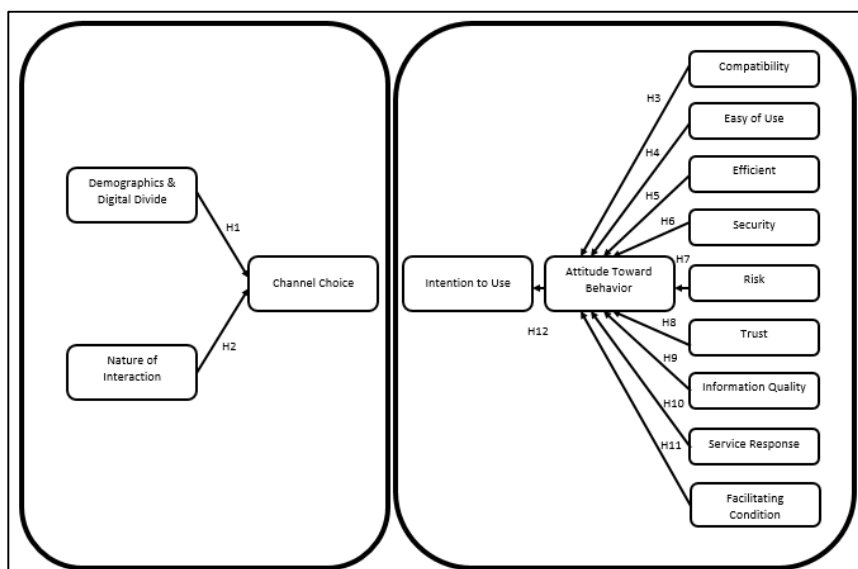 Demographics &
Digital Divide
H1
Channel Choice
H2
Nature of
Interaction
Compatibility
H3
Easy of Use
H4
Efficient
H5
Security
H6
H7
Intention to Use
Attitude Toward
Behavior
Risk
H12
H8
Trust
H9
Information Quality
H10
Service Response
H11
Facilitating
Condition